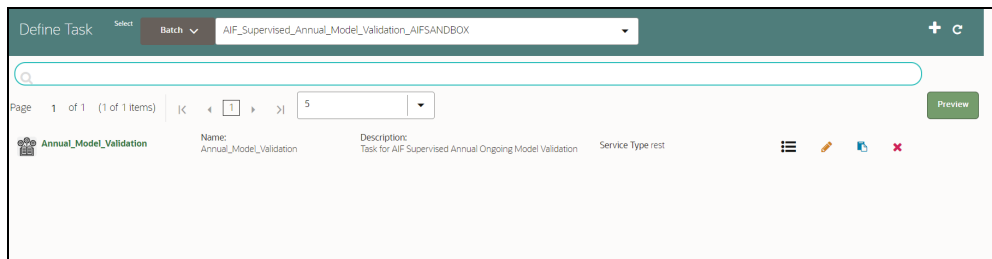 Define Task Select Batch AIF_Supervised_Annual_Model_Validation_AIFSANDBOX
Page 1 of 1 (1 of 1 items) 1 5 Preview
Annual_Model_Validation Name: Description: Service Type rest
Annual_Model_Validation Task for AIF Supervised Annual Ongoing Model Validation